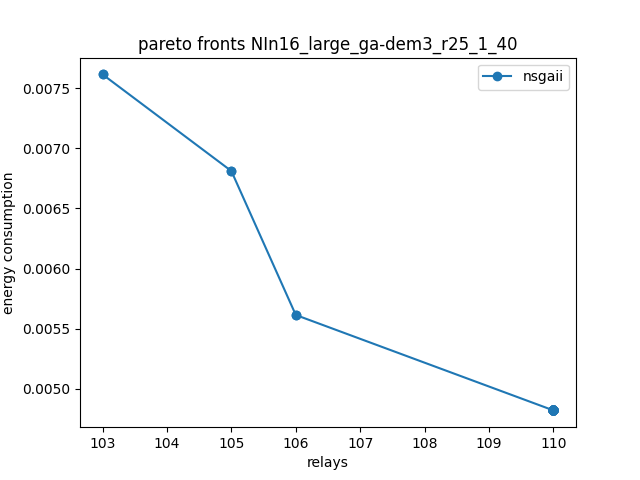 pareto fronts NIn16_large_ga-dem3_r25_1_40
nsgaii
energy consumption
0.0075
0.0070
0.0065
0.0060
0.0055
0.0050
103 104 105 106 107 108 109 110
relays